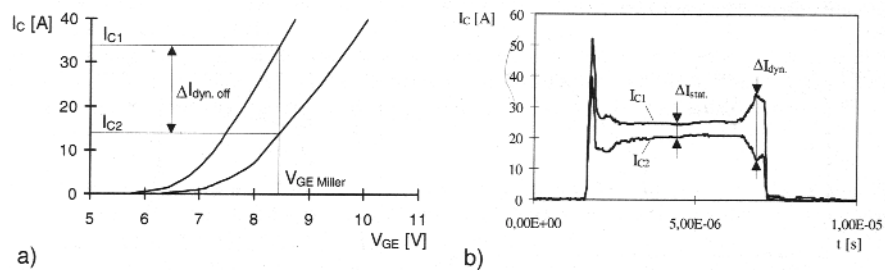 I_C [A]
40
30
20
10
0
I_C1
I_C2
ΔI_dyn. off
V_GE Miller
5 6 7 8 9 10 11
V_GE [V]
a)
I_C [A]
60
50
40
30
20
10
0
I_C1
I_C2
ΔI_stat.
ΔI_dyn.
0,00E+00 5,00E-06 1,00E-05
t [s]
b)